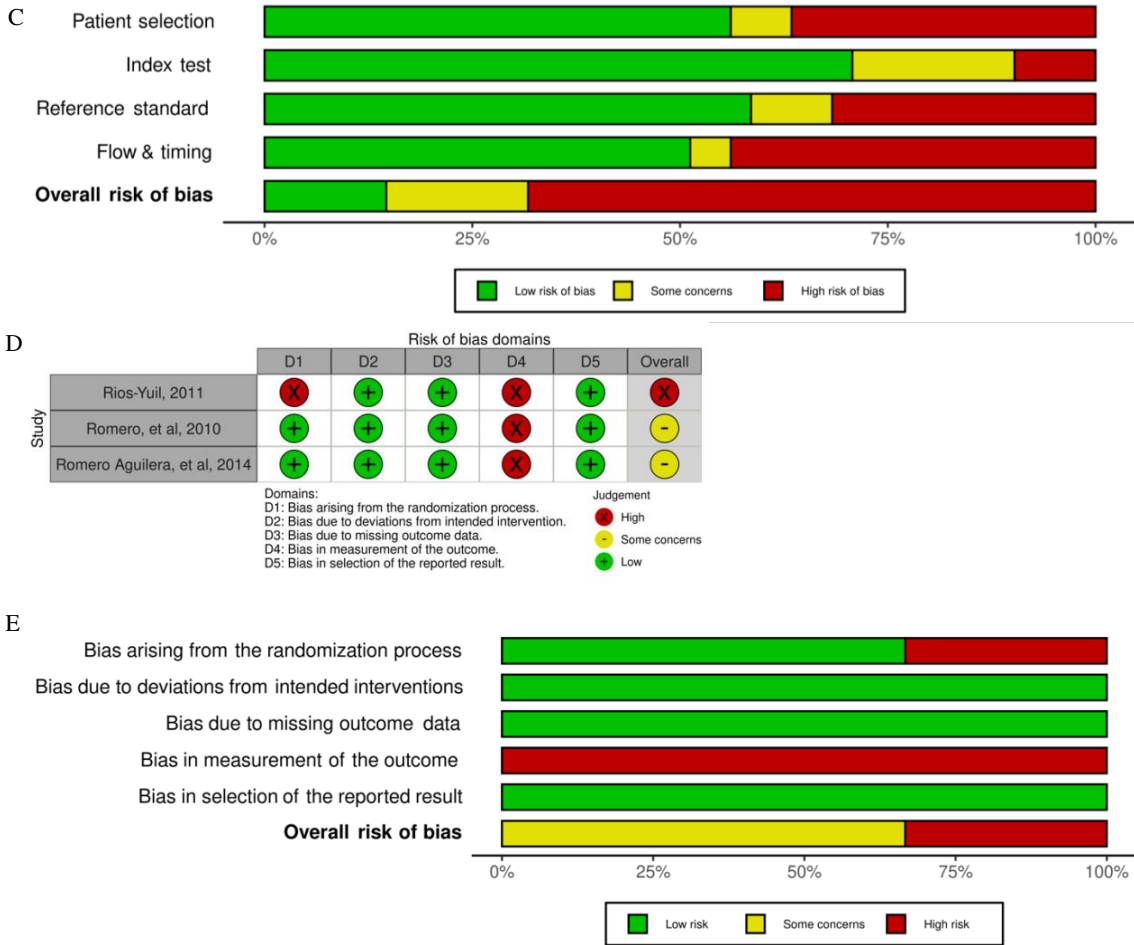 C
Patient selection
Index test
Reference standard
Flow & timing
Overall risk of bias
0% 25% 50% 75% 100%
Low risk of bias Some concerns High risk of bias
D
Risk of bias domains
D1 D2 D3 D4 D5 Overall
Study
Rios-Yuil, 2011 X + + X + X
Romero, et al, 2010 + + + X + -
Romero Aguilera, et al, 2014 + + + X + -
Domains:
D1: Bias arising from the randomization process.
D2: Bias due to deviations from intended intervention.
D3: Bias due to missing outcome data.
D4: Bias in measurement of the outcome.
D5: Bias in selection of the reported result.
Judgement
X High
- Some concerns
+ Low
E
Bias arising from the randomization process
Bias due to deviations from intended interventions
Bias due to missing outcome data
Bias in measurement of the outcome
Bias in selection of the reported result
Overall risk of bias
0% 25% 50% 75% 100%
Low risk Some concerns High risk